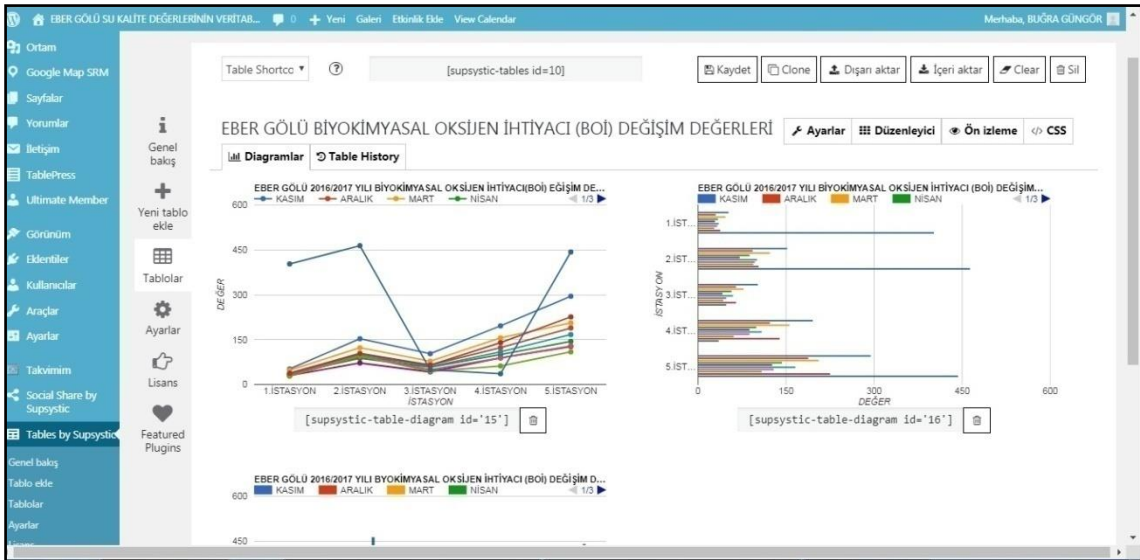 EBER GÖLÜ SU KALİTE DEĞERLERİNİN VERİTAB... 0 Yeni Galeri Etkinlik Ekle View Calendar Merhaba, BUĞRA GÜNGÖR
Ortam
Google Map SRM
Sayfalar
Yorumlar
İletişim
TablePress
Ultimate Member
Görünüm
Eklentiler
Kullanıcılar
Araçlar
Ayarlar
Takvimim
Social Share by
Supsystic
Tables by Supsystic
Genel bakış
Tablo ekle
Tablolar
Ayarlar
Lisans
Genel
bakış
Yeni tablo
ekle
Tablolar
Ayarlar
Lisans
Featured
Plugins
Table Shortco [supsystic-tables id=10] Kaydet Clone Dışarı aktar İçeri aktar Clear Sil
EBER GÖLÜ BİYOKİMYASAL OKSİJEN İHTİYACI (BOİ) DEĞİŞİM DEĞERLERİ Ayarlar Düzenleyici Ön izleme CSS
Diagramlar Table History
EBER GÖLÜ 2016/2017 YILI BİYOKİMYASAL OKSİJEN İHTİYACI(BOİ) EĞİŞİM DE...
KASIM ARALIK MART NİSAN 1/3
600
450
300
150
0
DEĞER
1.İSTASYON 2.İSTASYON 3.İSTASYON 4.İSTASYON 5.İSTASYON
İSTASYON
[supsystic-table-diagram id='15']
EBER GÖLÜ 2016/2017 YILI BİYOKİMYASAL OKSİJEN İHTİYACI (BOİ) DEĞİŞİM...
KASIM ARALIK MART NİSAN 1/3
1.İST...
2.İST...
3.İST...
4.İST...
5.İST...
İSTASYON
0 150 300 450 600
DEĞER
[supsystic-table-diagram id='16']
EBER GÖLÜ 2016/2017 YILI BYOKİMYASAL OKSİJEN İHTİYACI (BOİ) DEĞİŞİM D...
KASIM ARALIK MART NİSAN 1/3
600
450